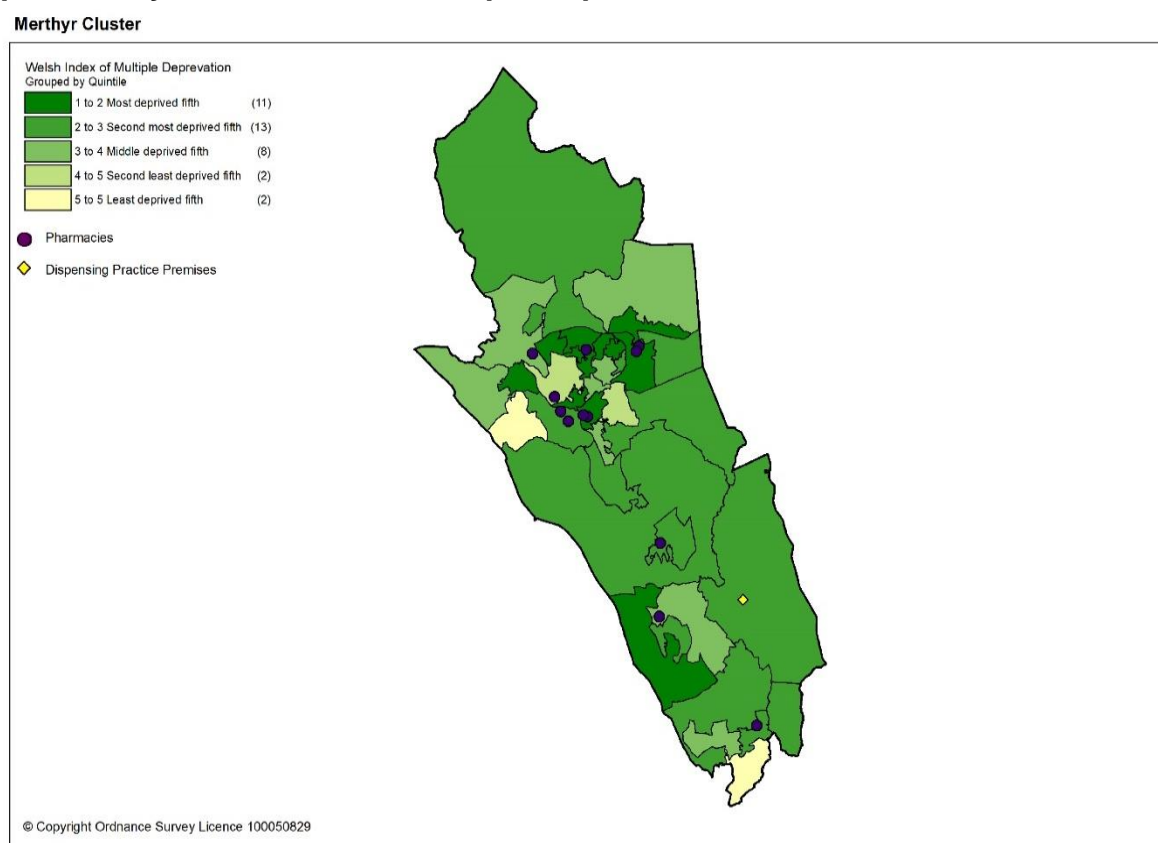 Merthyr Cluster
Welsh Index of Multiple Deprevation
Grouped by Quintile
1 to 2 Most deprived fifth (11)
2 to 3 Second most deprived fifth (13)
3 to 4 Middle deprived fifth (8)
4 to 5 Second least deprived fifth (2)
5 to 5 Least deprived fifth (2)
Pharmacies
Dispensing Practice Premises
© Copyright Ordnance Survey Licence 100050829